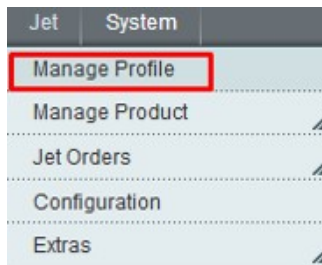 Jet System
Manage Profile
Manage Product
Jet Orders
Configuration
Extras